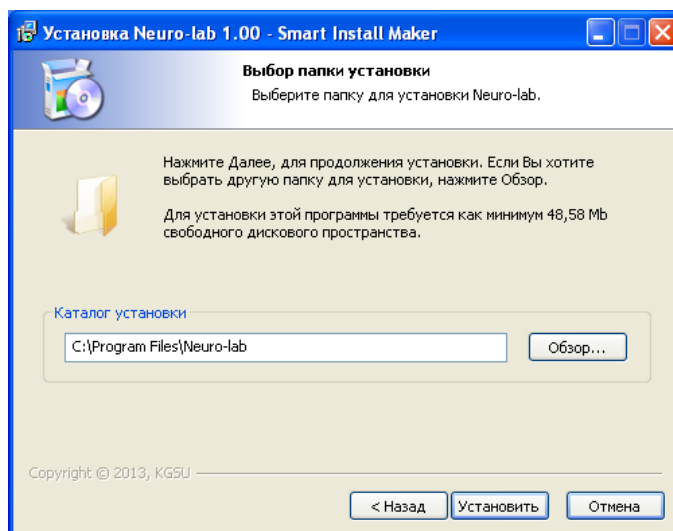 Установка Neuro-lab 1.00 - Smart Install Maker
Выбор папки установки
Выберите папку для установки Neuro-lab.
Нажмите Далее, для продолжения установки. Если Вы хотите
выбрать другую папку для установки, нажмите Обзор.
Для установки этой программы требуется как минимум 48,58 Mb
свободного дискового пространства.
Каталог установки
C:\Program Files\Neuro-lab
Обзор...
Copyright © 2013, KGSU
< Назад
Установить
Отмена